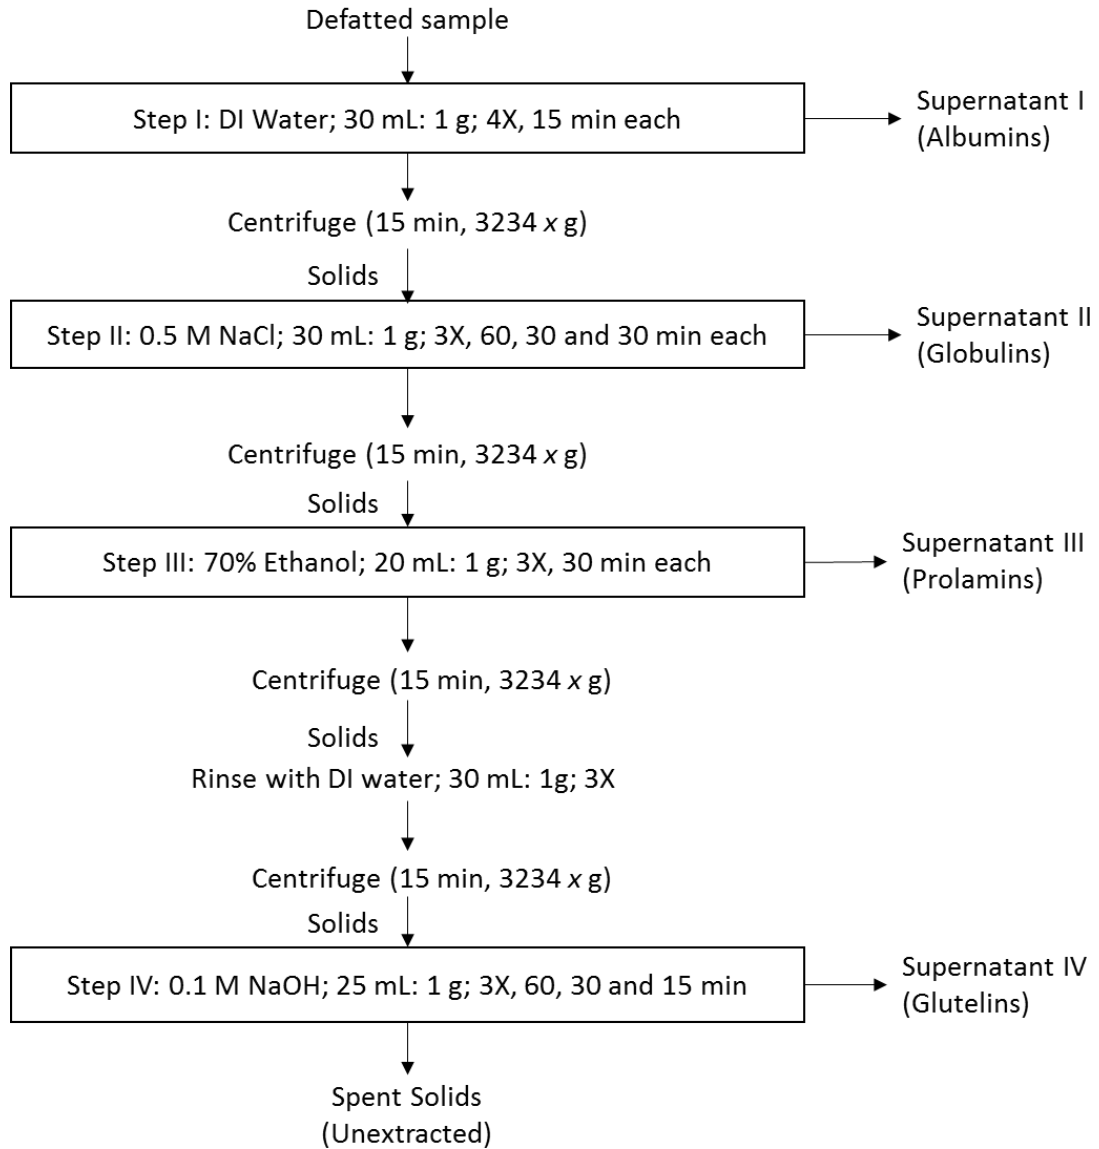 Defatted sample
Step I: DI Water; 30 mL: 1 g; 4X, 15 min each
Supernatant I
(Albumins)
Centrifuge (15 min, 3234 x g)
Solids
Step II: 0.5 M NaCl; 30 mL: 1 g; 3X, 60, 30 and 30 min each
Supernatant II
(Globulins)
Centrifuge (15 min, 3234 x g)
Solids
Step III: 70% Ethanol; 20 mL: 1 g; 3X, 30 min each
Supernatant III
(Prolamins)
Centrifuge (15 min, 3234 x g)
Solids
Rinse with DI water; 30 mL: 1g; 3X
Centrifuge (15 min, 3234 x g)
Solids
Step IV: 0.1 M NaOH; 25 mL: 1 g; 3X, 60, 30 and 15 min
Supernatant IV
(Glutelins)
Spent Solids
(Unextracted)